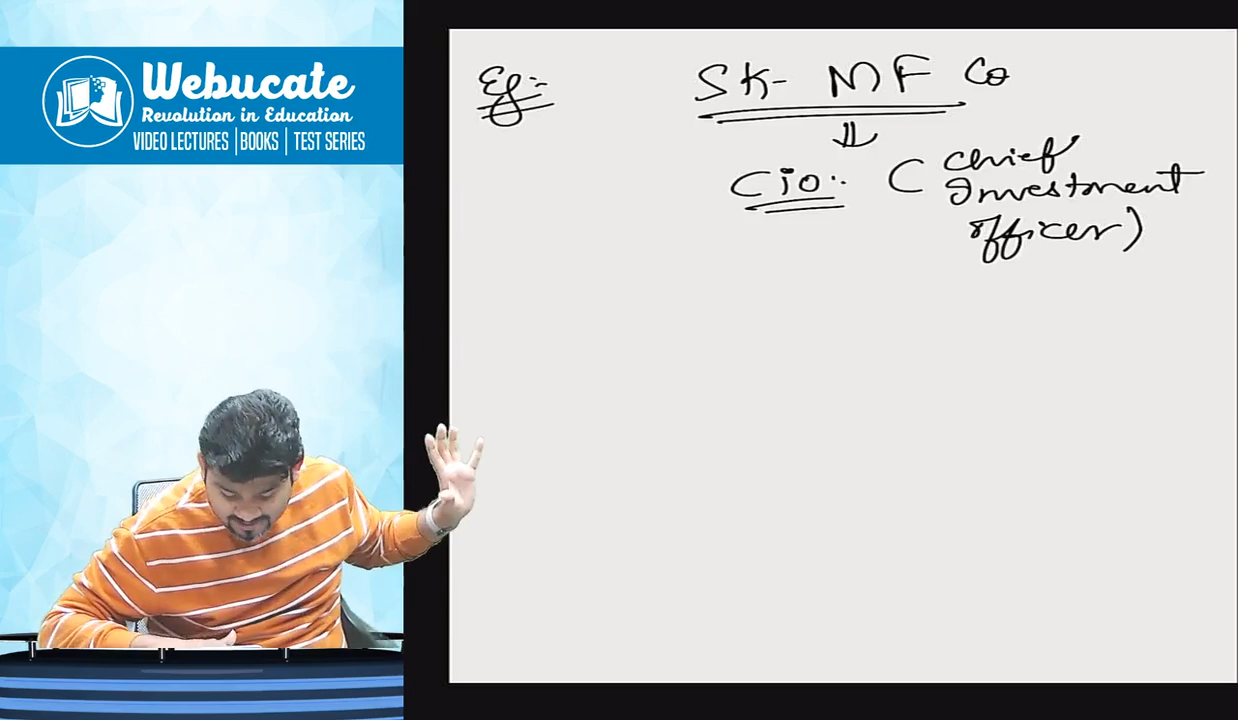 Webucate
Revolution in Education
VIDEO LECTURES | BOOKS | TEST SERIES
Eg:-
SK- MF Co
CIO:- ( Chief
Investment
officer)